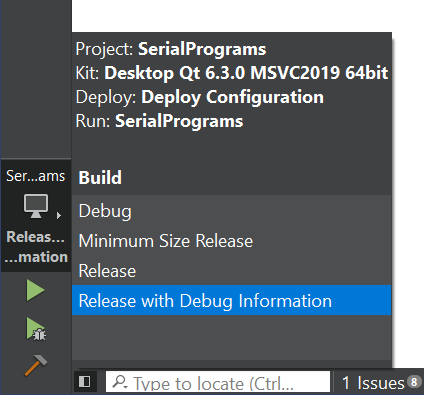 Project: SerialPrograms
Kit: Desktop Qt 6.3.0 MSVC2019 64bit
Deploy: Deploy Configuration
Run: SerialPrograms
Build
Debug
Minimum Size Release
Release
Release with Debug Information
Ser...ams
Releas...
...mation
Type to locate (Ctrl...
1 Issues 8